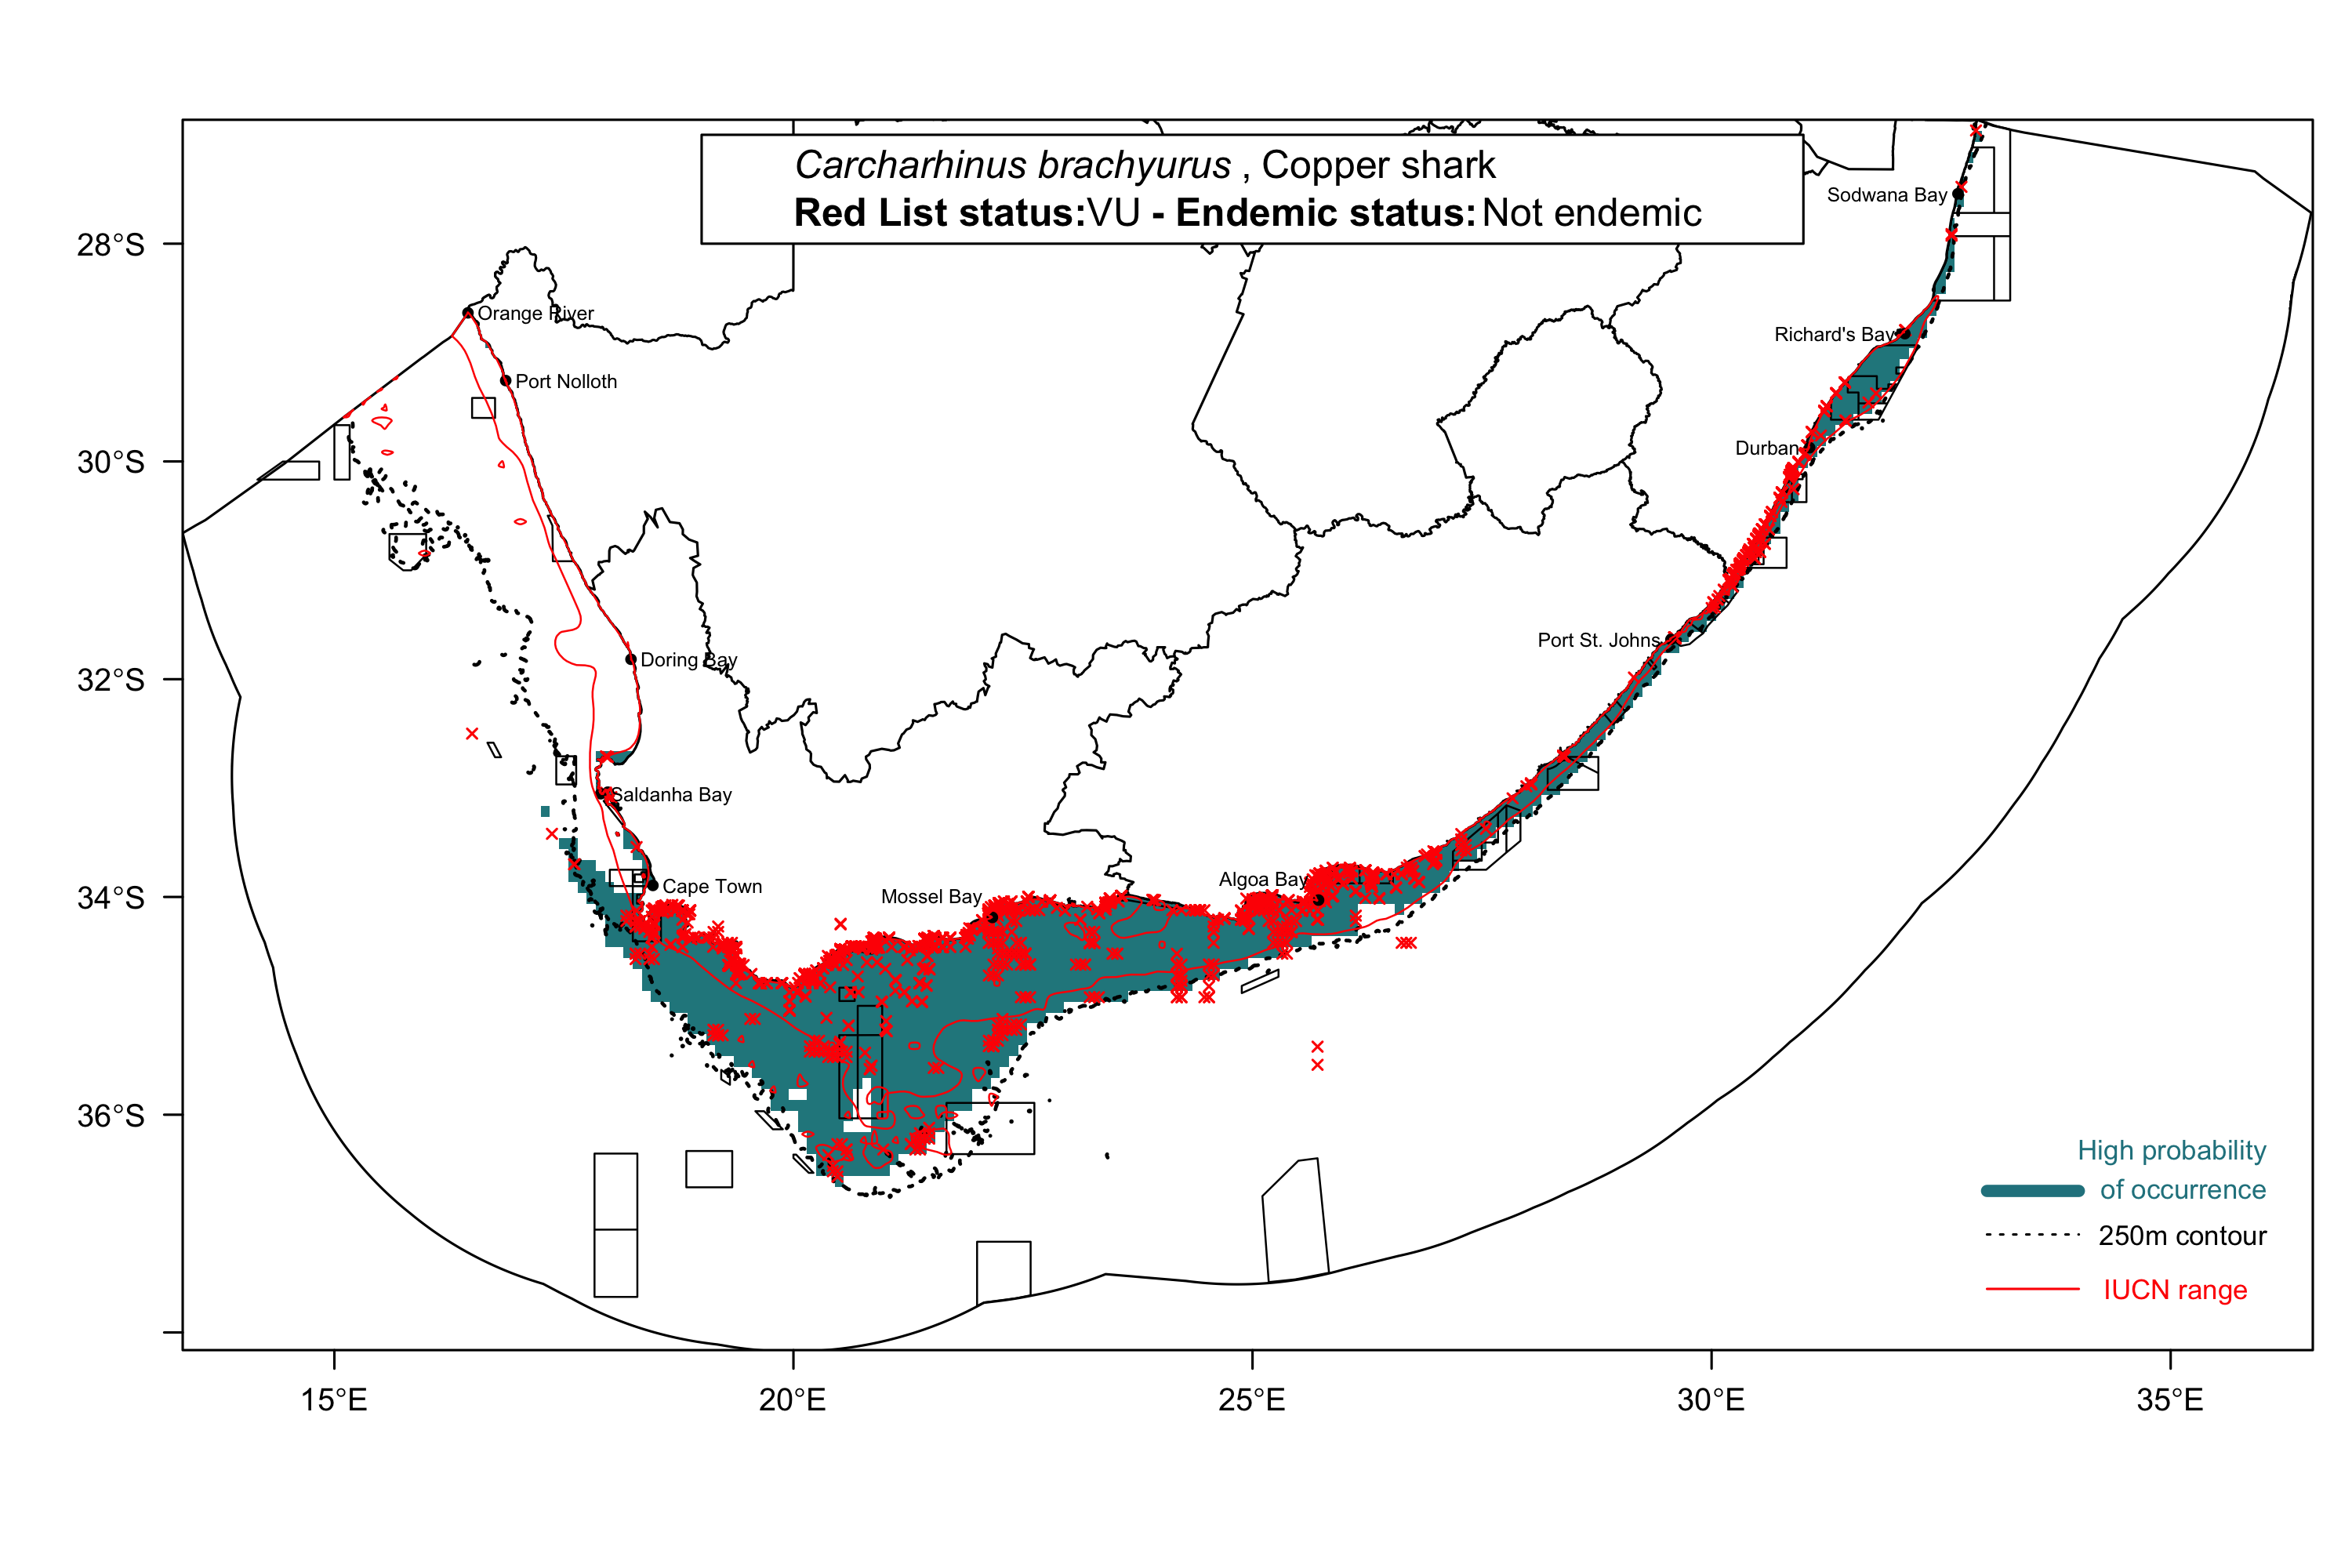 Carcharhinus brachyurus , Copper shark
Red List status:VU - Endemic status: Not endemic
Sodwana Bay
28°S
Orange River
Richard's Bay
Port Nolloth
Durban
30°S
Port St. Johns
Doring Bay
32°S
Saldanha Bay
Cape Town
Algoa Bay
Mossel Bay
34°S
36°S
High probability
of occurrence
250m contour
IUCN range
15°E
20°E
25°E
30°E
35°E